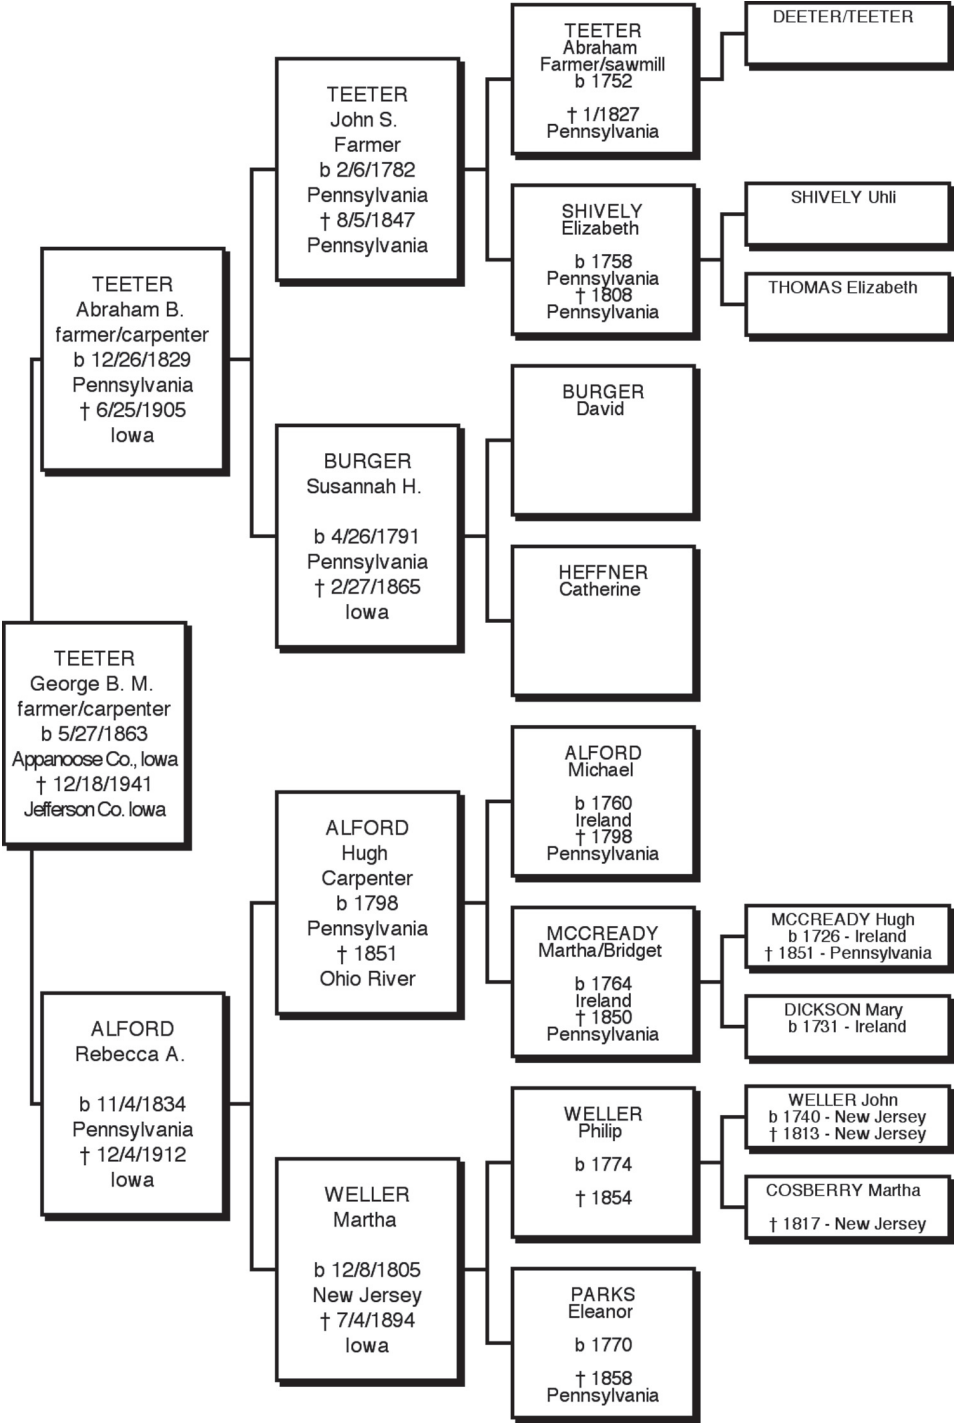 TEETER
Abraham
Farmer/sawmill
b 1752
† 1/1827
Pennsylvania
DEETER/TEETER
TEETER
John S.
Farmer
b 2/6/1782
Pennsylvania
† 8/5/1847
Pennsylvania
SHIVELY
Elizabeth
b 1758
Pennsylvania
† 1808
Pennsylvania
SHIVELY Uhli
THOMAS Elizabeth
TEETER
Abraham B.
farmer/carpenter
b 12/26/1829
Pennsylvania
† 6/25/1905
Iowa
BURGER
David
BURGER
Susannah H.
b 4/26/1791
Pennsylvania
† 2/27/1865
Iowa
HEFFNER
Catherine
TEETER
George B. M.
farmer/carpenter
b 5/27/1863
Appanoose Co., Iowa
† 12/18/1941
Jefferson Co. Iowa
ALFORD
Michael
b 1760
Ireland
† 1798
Pennsylvania
ALFORD
Hugh
Carpenter
b 1798
Pennsylvania
† 1851
Ohio River
MCCREADY
Martha/Bridget
b 1764
Ireland
† 1850
Pennsylvania
MCCREADY Hugh
b 1726 - Ireland
† 1851 - Pennsylvania
DICKSON Mary
b 1731 - Ireland
ALFORD
Rebecca A.
b 11/4/1834
Pennsylvania
† 12/4/1912
Iowa
WELLER
Philip
b 1774
† 1854
WELLER John
b 1740 - New Jersey
† 1813 - New Jersey
COSBERRY Martha
† 1817 - New Jersey
WELLER
Martha
b 12/8/1805
New Jersey
† 7/4/1894
Iowa
PARKS
Eleanor
b 1770
† 1858
Pennsylvania